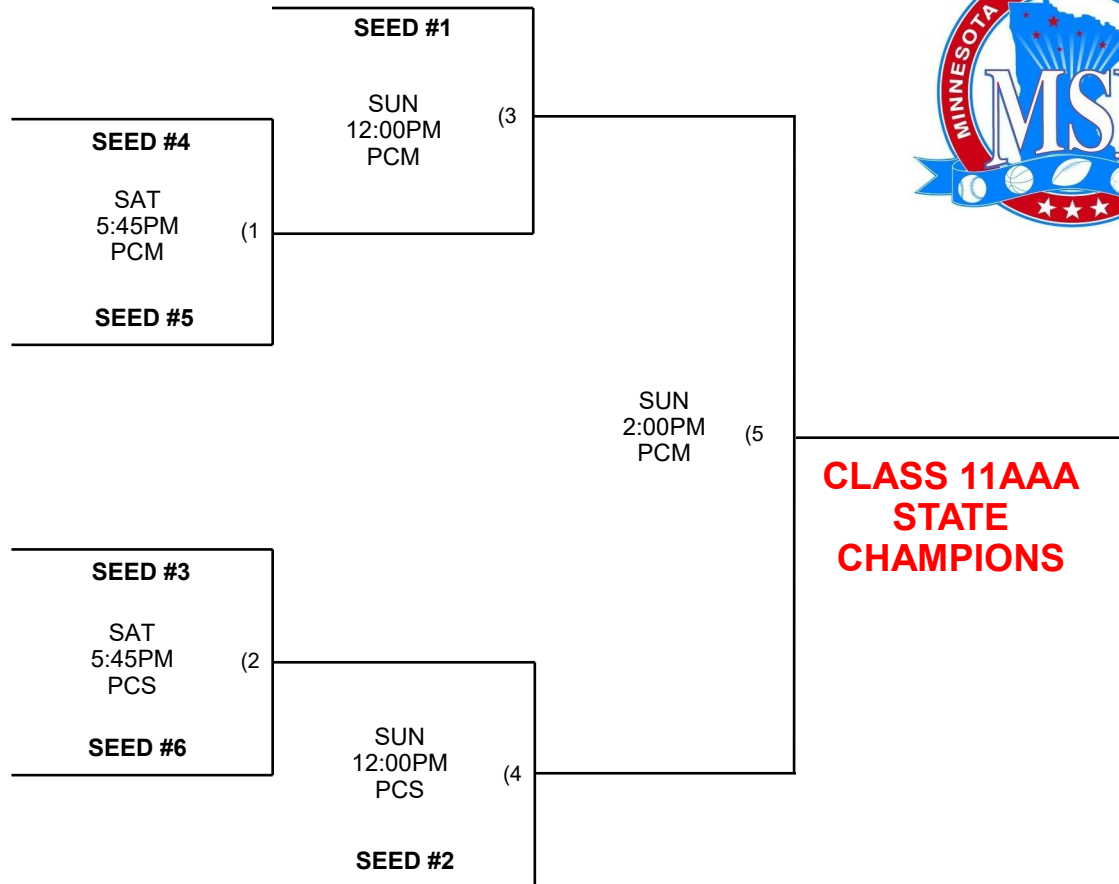 SEED #1
SUN
12:00PM
PCM
(3
SEED #4
SAT
5:45PM
PCM
(1
SEED #5
SUN
2:00PM
PCM
(5
CLASS 11AAA
STATE
CHAMPIONS
SEED #3
SAT
5:45PM
PCS
(2
SEED #6
SUN
12:00PM
PCS
(4
SEED #2
MINNESOTA